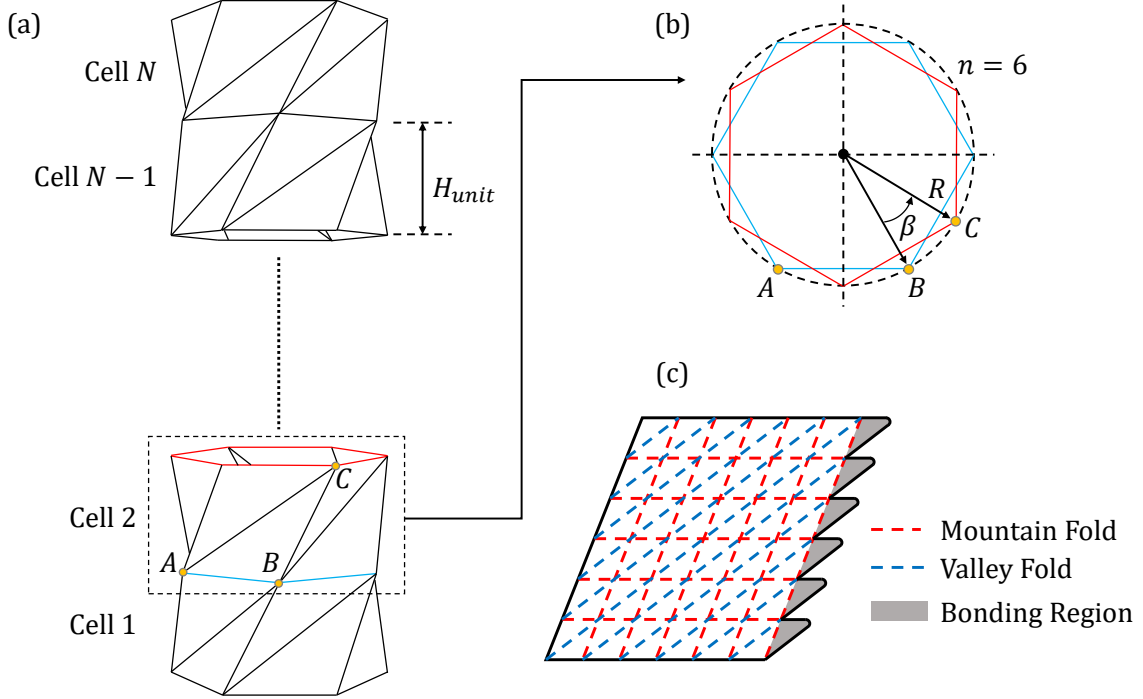 (a)
Cell N
Cell N − 1
H_unit
Cell 2
A
B
C
Cell 1
(b)
n = 6
R
β
C
A
B
(c)
Mountain Fold
Valley Fold
Bonding Region